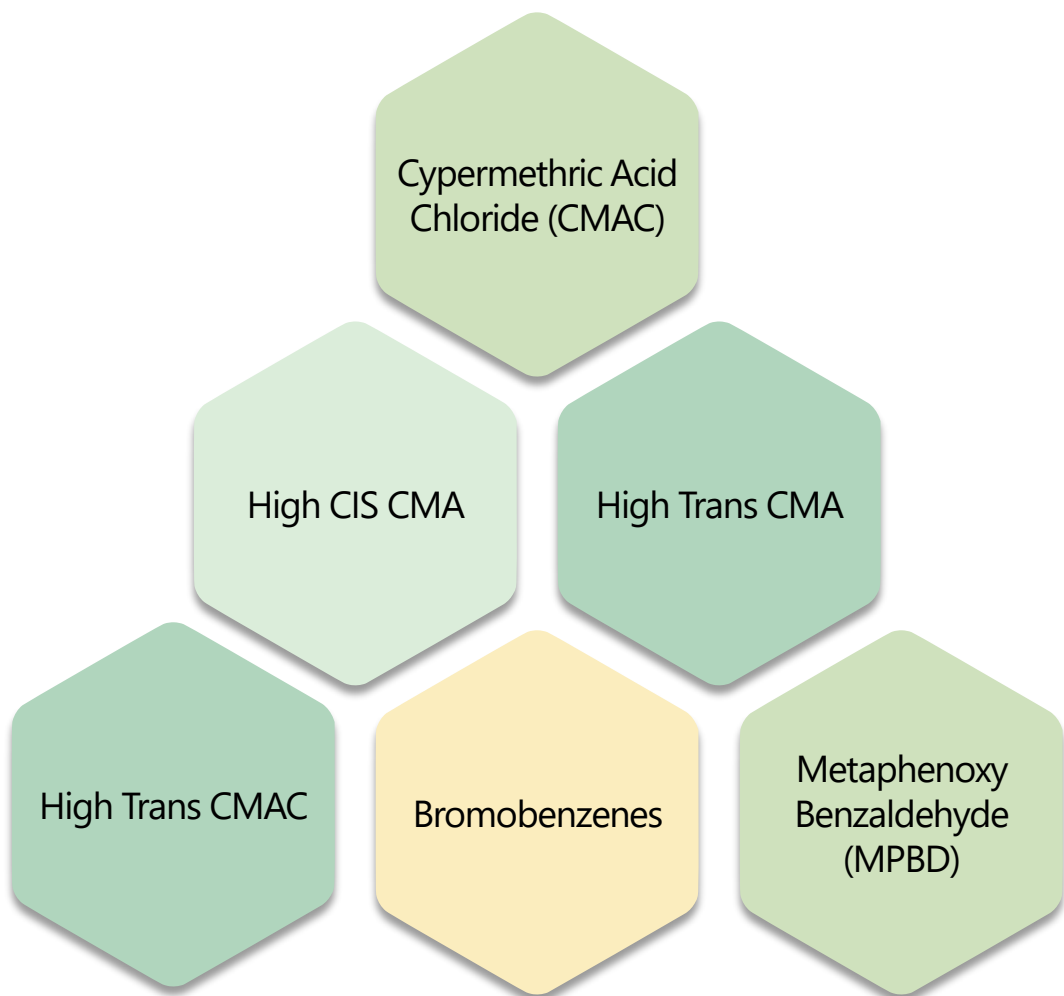 Cypermethric Acid
Chloride (CMAC)
High CIS CMA
High Trans CMA
High Trans CMAC
Bromobenzenes
Metaphenoxy
Benzaldehyde
(MPBD)